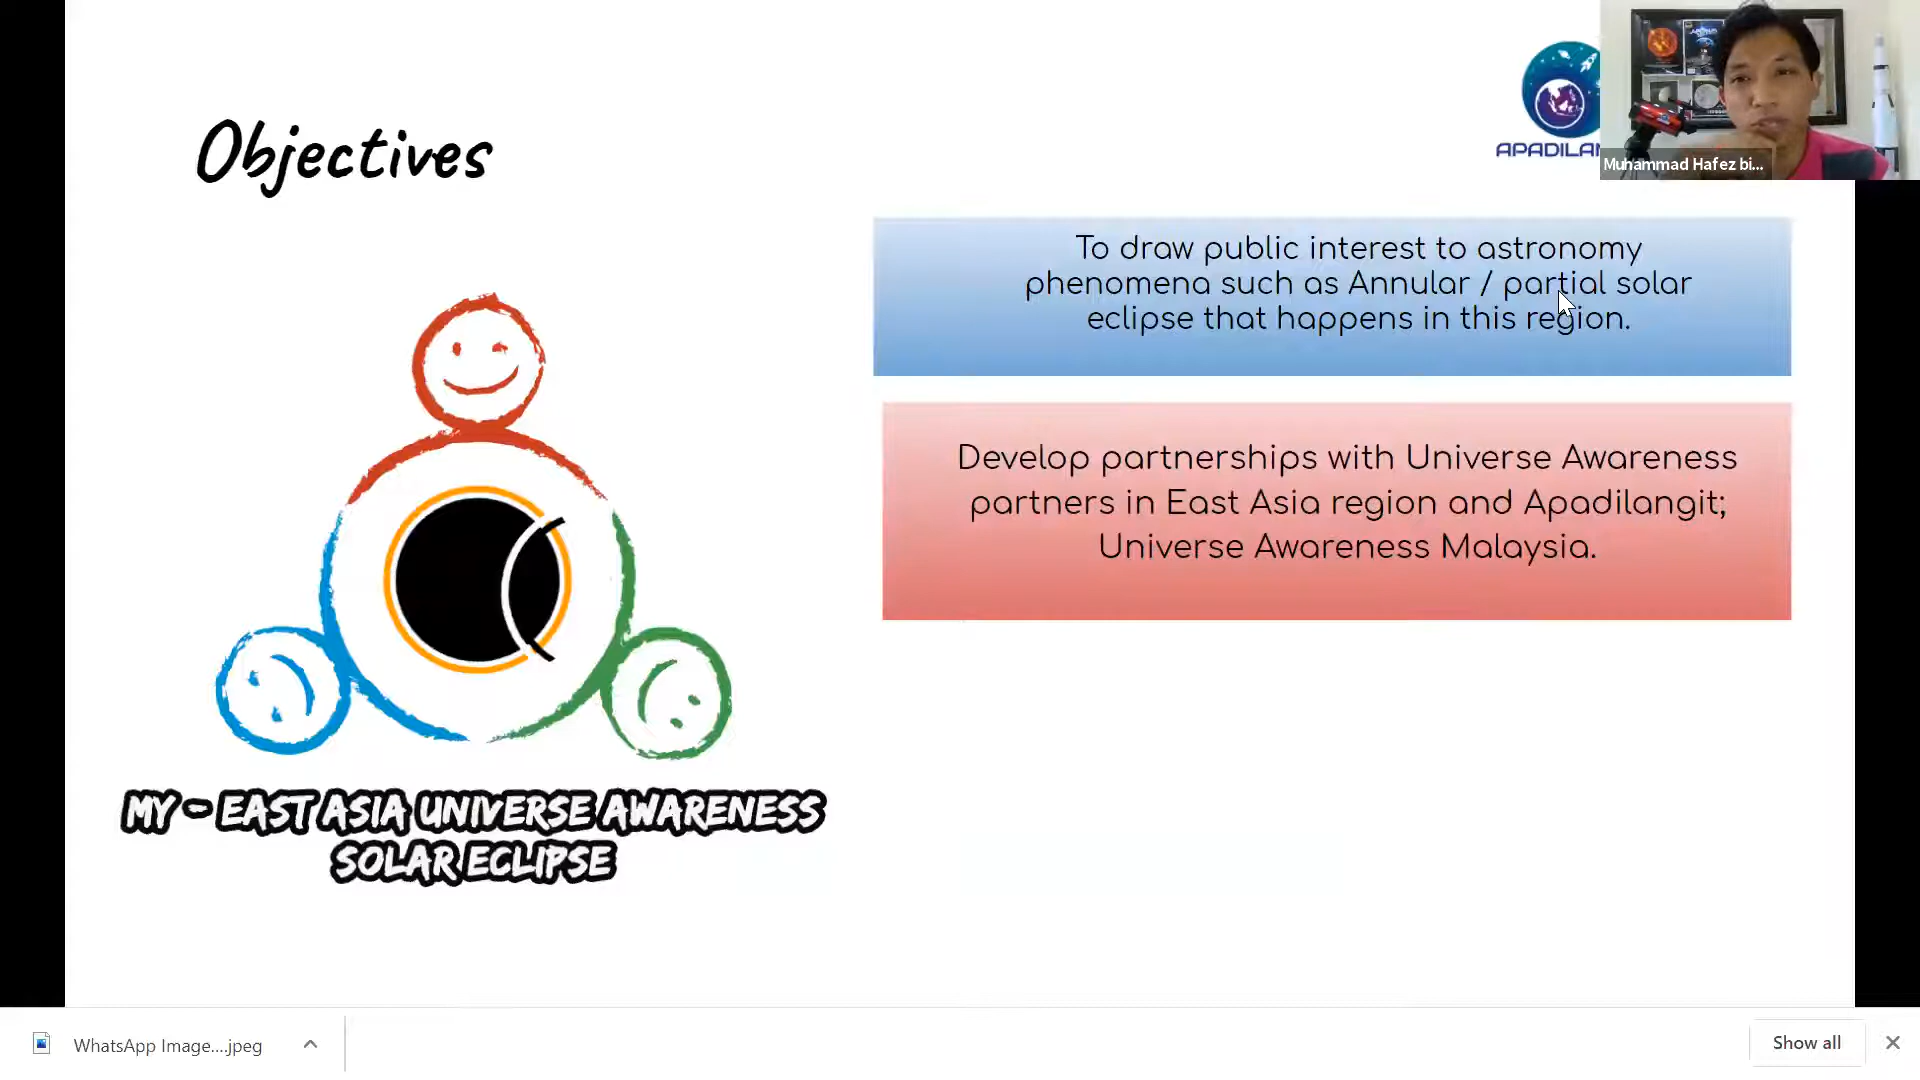 Objectives
APADILAN
Muhammad Hafez bi...
To draw public interest to astronomy
phenomena such as Annular / partial solar
eclipse that happens in this region.
Develop partnerships with Universe Awareness
partners in East Asia region and Apadilangit;
Universe Awareness Malaysia.
MY - EAST ASIA UNIVERSE AWARENESS
SOLAR ECLIPSE
WhatsApp Image....jpeg
Show all